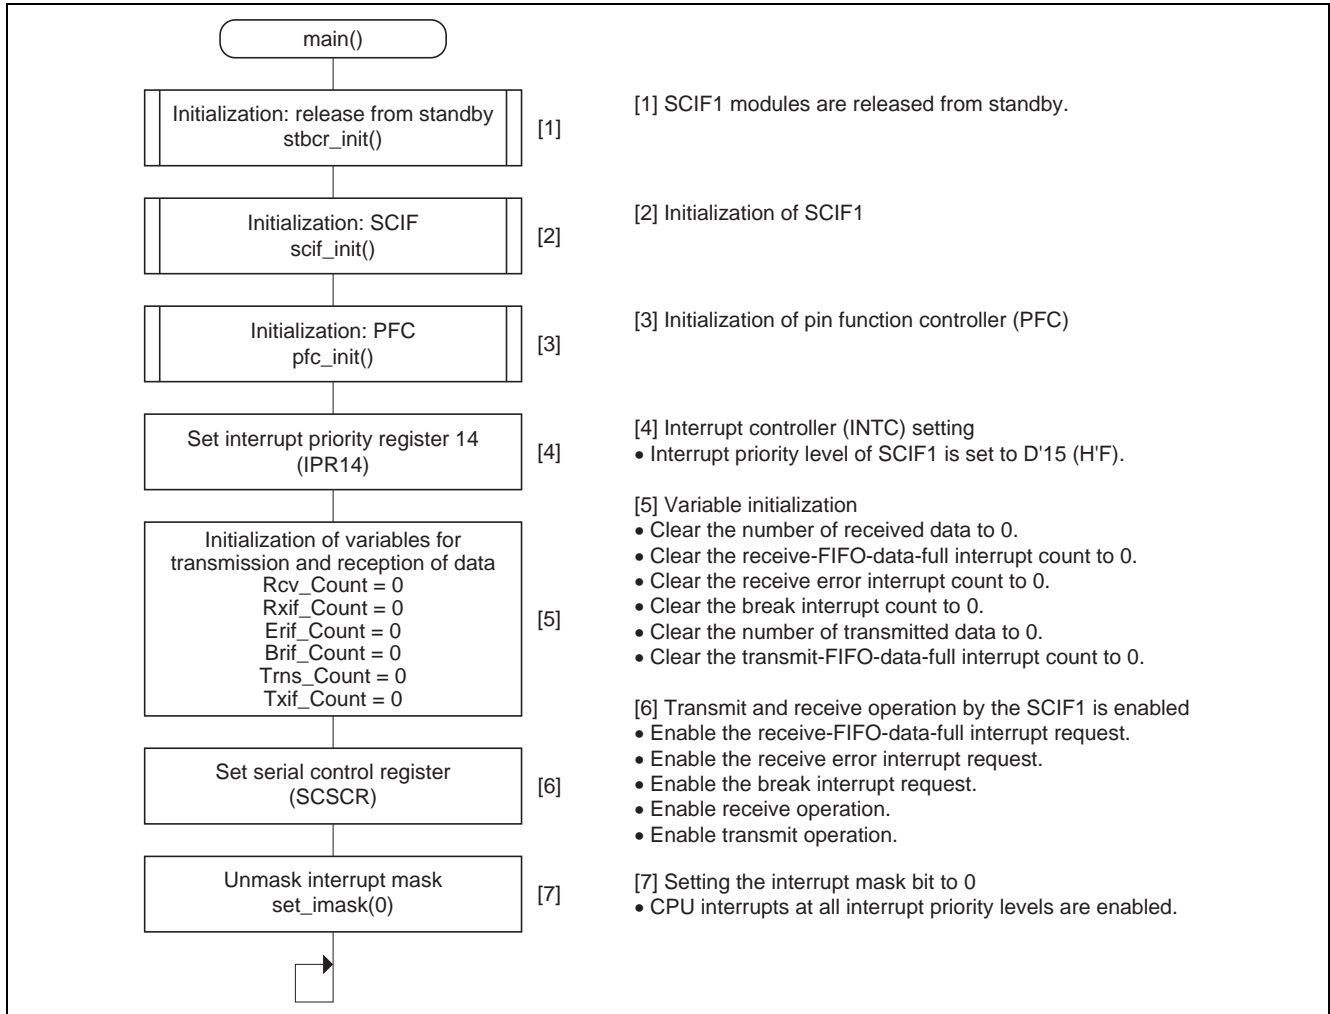 main()
Initialization: release from standby
stbcr_init()
[1]
[1] SCIF1 modules are released from standby.
Initialization: SCIF
scif_init()
[2]
[2] Initialization of SCIF1
Initialization: PFC
pfc_init()
[3]
[3] Initialization of pin function controller (PFC)
Set interrupt priority register 14
(IPR14)
[4]
[4] Interrupt controller (INTC) setting
• Interrupt priority level of SCIF1 is set to D'15 (H'F).
Initialization of variables for
transmission and reception of data
Rcv_Count = 0
Rxif_Count = 0
Erif_Count = 0
Brif_Count = 0
Trns_Count = 0
Txif_Count = 0
[5]
[5] Variable initialization
• Clear the number of received data to 0.
• Clear the receive-FIFO-data-full interrupt count to 0.
• Clear the receive error interrupt count to 0.
• Clear the break interrupt count to 0.
• Clear the number of transmitted data to 0.
• Clear the transmit-FIFO-data-full interrupt count to 0.
Set serial control register
(SCSCR)
[6]
[6] Transmit and receive operation by the SCIF1 is enabled
• Enable the receive-FIFO-data-full interrupt request.
• Enable the receive error interrupt request.
• Enable the break interrupt request.
• Enable receive operation.
• Enable transmit operation.
Unmask interrupt mask
set_imask(0)
[7]
[7] Setting the interrupt mask bit to 0
• CPU interrupts at all interrupt priority levels are enabled.